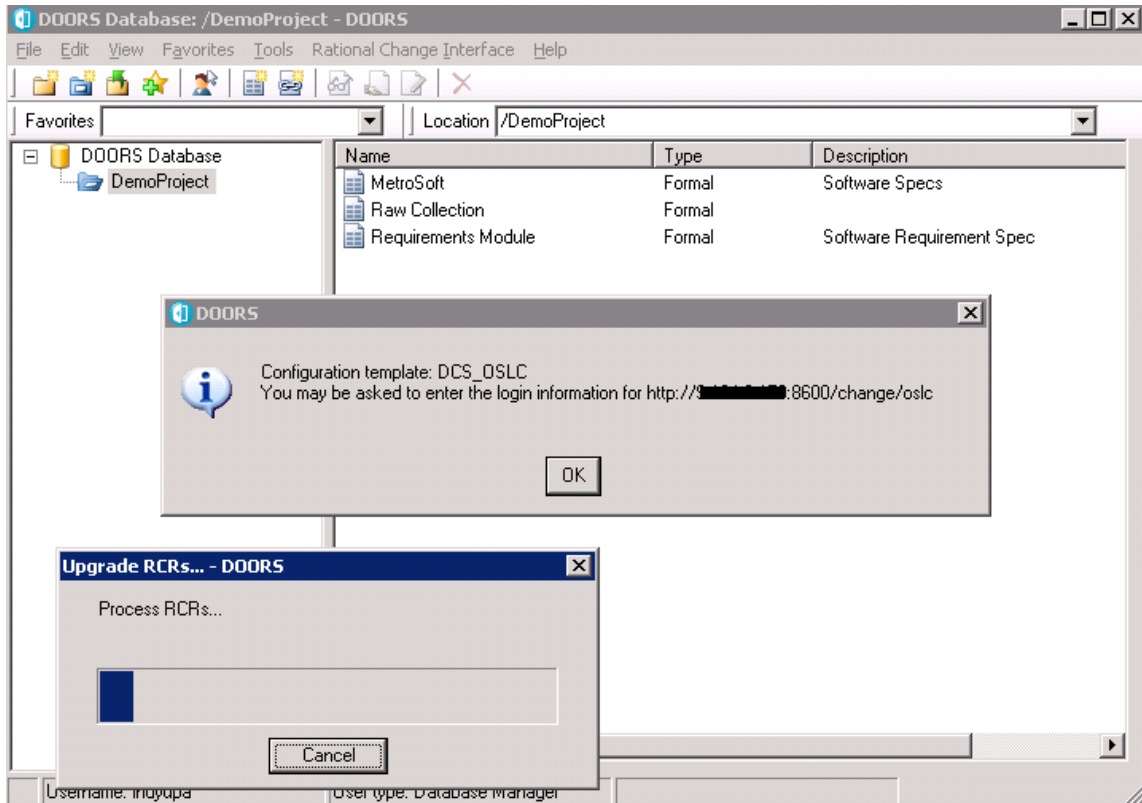 DOORS Database: /DemoProject - DOORS
File Edit View Favorites Tools Rational Change Interface Help
Favorites
Location /DemoProject
DOORS Database
DemoProject
Name Type Description
MetroSoft Formal Software Specs
Raw Collection Formal
Requirements Module Formal Software Requirement Spec
DOORS
Configuration template: DCS_OSLC
You may be asked to enter the login information for http:// :8600/change/oslc
OK
Upgrade RCRs... - DOORS
Process RCRs...
Cancel
Username: User type: Database Manager